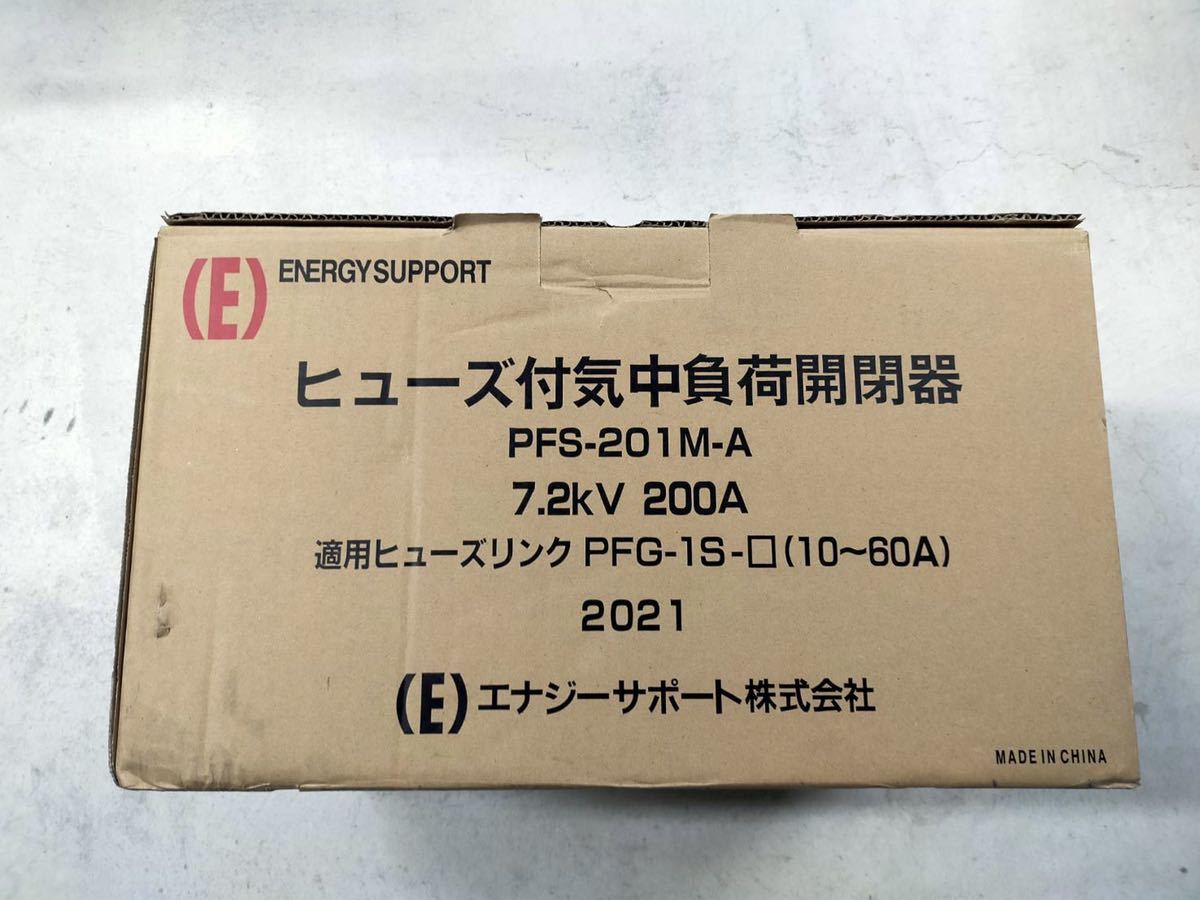 (E) ENERGYSUPPORT
ヒューズ付気中負荷開閉器
PFS-201M-A
7.2kV 200A
適用ヒューズリンク PFG-1S-□(10〜60A)
2021
(E) エナジーサポート株式会社
MADE IN CHINA